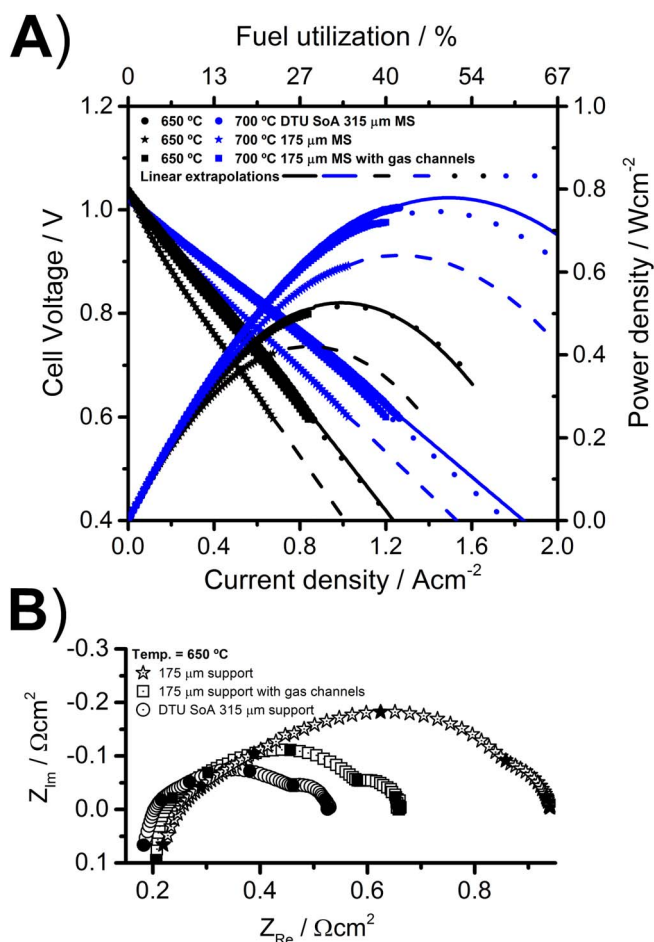 A)
Fuel utilization / %
0 13 27 40 54 67
1.2 1.0
650 ºC 700 ºC DTU SoA 315 µm MS
650 ºC 700 ºC 175 µm MS
650 ºC 700 ºC 175 µm MS with gas channels
Linear extrapolations
1.0 0.8
0.8 0.6
0.6 0.4
0.4 0.2
0.0
Cell Voltage / V
Power density / Wcm-2
0.0 0.4 0.8 1.2 1.6 2.0
Current density / Acm-2
B)
Temp. = 650 ºC
175 µm support
175 µm support with gas channels
DTU SoA 315 µm support
-0.3
-0.2
-0.1
0.0
0.1
ZIm / Ωcm2
0.2 0.4 0.6 0.8
ZRe / Ωcm2